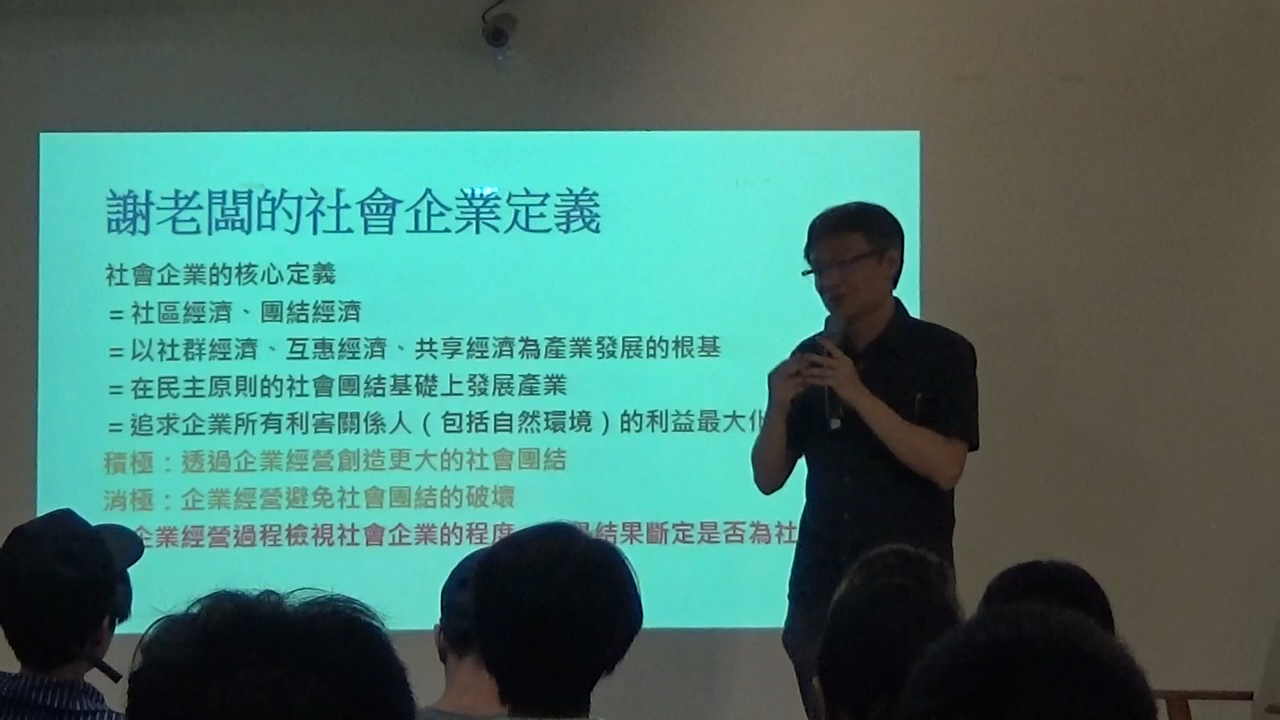 謝老闆的社會企業定義
社會企業的核心定義
＝社區經濟、團結經濟
＝以社群經濟、互惠經濟、共享經濟為產業發展的根基
＝在民主原則的社會團結基礎上發展產業
＝追求企業所有利害關係人（包括自然環境）的利益最大化
積極：透過企業經營創造更大的社會團結
消極：企業經營避免社會團結的破壞
企業經營過程檢視社會企業的程度 結果斷定是否為社